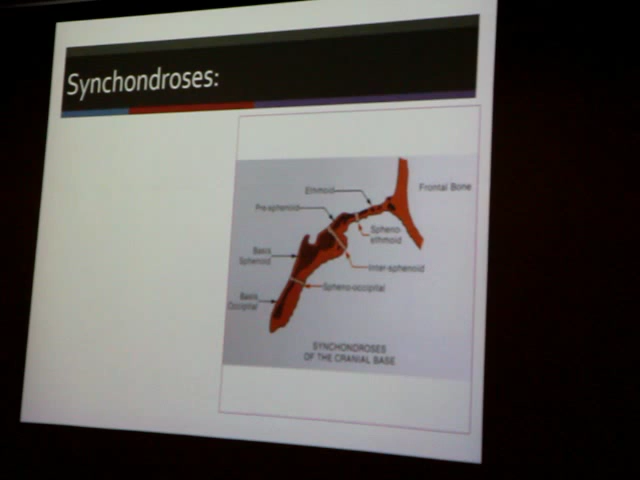 Synchondroses:
Ethmoid
Frontal Bone
Pre-sphenoid
Spheno-
ethmoid
Basis
Sphenoid
Inter-sphenoid
Spheno-occipital
Basis
Occipital
SYNCHONDROSES
OF THE CRANIAL BASE